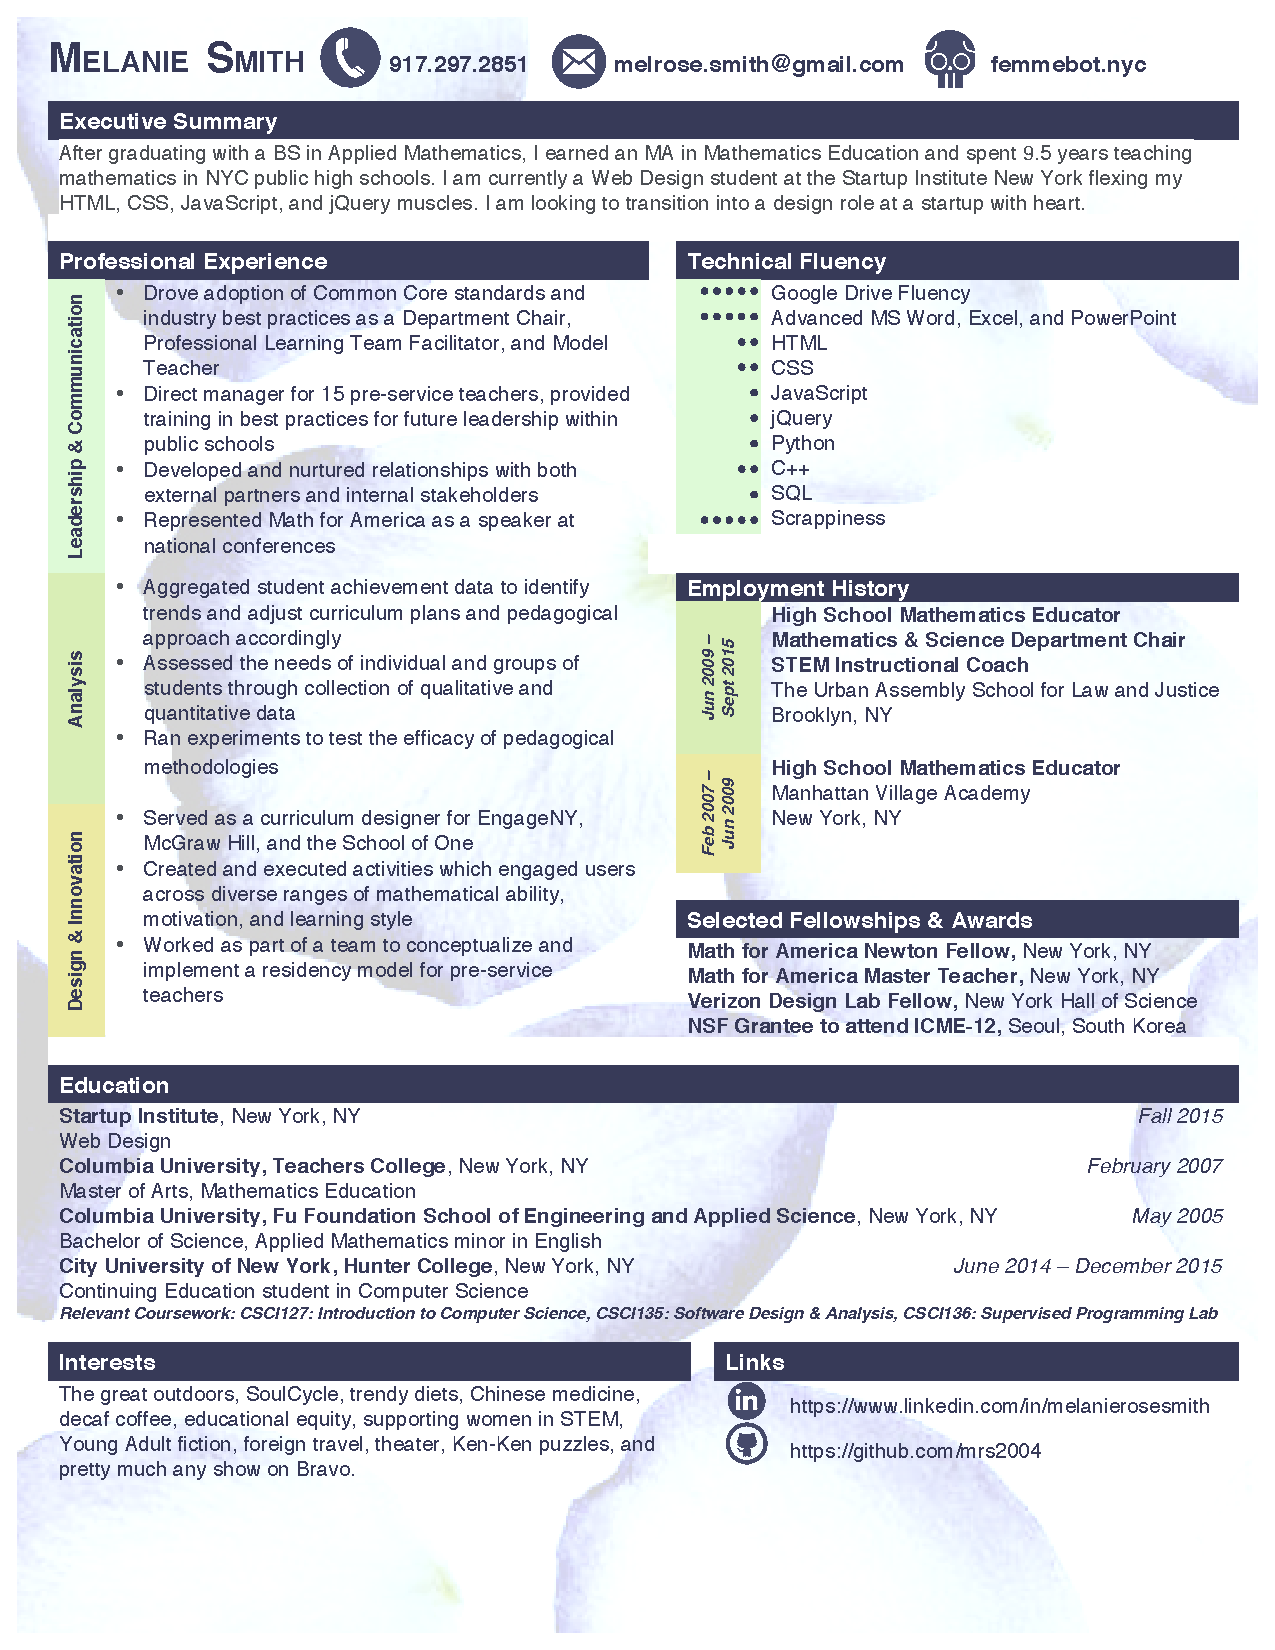 MELANIE SMITH 917.297.2851 melrose.smith@gmail.com femmebot.nyc
Executive Summary
After graduating with a BS in Applied Mathematics, I earned an MA in Mathematics Education and spent 9.5 years teaching
mathematics in NYC public high schools. I am currently a Web Design student at the Startup Institute New York flexing my
HTML, CSS, JavaScript, and jQuery muscles. I am looking to transition into a design role at a startup with heart.
Professional Experience
Leadership & Communication
• Drove adoption of Common Core standards and
industry best practices as a Department Chair,
Professional Learning Team Facilitator, and Model
Teacher
• Direct manager for 15 pre-service teachers, provided
training in best practices for future leadership within
public schools
• Developed and nurtured relationships with both
external partners and internal stakeholders
• Represented Math for America as a speaker at
national conferences
Analysis
• Aggregated student achievement data to identify
trends and adjust curriculum plans and pedagogical
approach accordingly
• Assessed the needs of individual and groups of
students through collection of qualitative and
quantitative data
• Ran experiments to test the efficacy of pedagogical
methodologies
Design & Innovation
• Served as a curriculum designer for EngageNY,
McGraw Hill, and the School of One
• Created and executed activities which engaged users
across diverse ranges of mathematical ability,
motivation, and learning style
• Worked as part of a team to conceptualize and
implement a residency model for pre-service
teachers
Technical Fluency
••••• Google Drive Fluency
••••• Advanced MS Word, Excel, and PowerPoint
•• HTML
•• CSS
• JavaScript
• jQuery
• Python
•• C++
• SQL
••••• Scrappiness
Employment History
Jun 2009 –
Sept 2015
High School Mathematics Educator
Mathematics & Science Department Chair
STEM Instructional Coach
The Urban Assembly School for Law and Justice
Brooklyn, NY
Feb 2007 –
Jun 2009
High School Mathematics Educator
Manhattan Village Academy
New York, NY
Selected Fellowships & Awards
Math for America Newton Fellow, New York, NY
Math for America Master Teacher, New York, NY
Verizon Design Lab Fellow, New York Hall of Science
NSF Grantee to attend ICME-12, Seoul, South Korea
Education
Startup Institute, New York, NY Fall 2015
Web Design
Columbia University, Teachers College, New York, NY February 2007
Master of Arts, Mathematics Education
Columbia University, Fu Foundation School of Engineering and Applied Science, New York, NY May 2005
Bachelor of Science, Applied Mathematics minor in English
City University of New York, Hunter College, New York, NY June 2014 – December 2015
Continuing Education student in Computer Science
Relevant Coursework: CSCI127: Introduction to Computer Science, CSCI135: Software Design & Analysis, CSCI136: Supervised Programming Lab
Interests
The great outdoors, SoulCycle, trendy diets, Chinese medicine,
decaf coffee, educational equity, supporting women in STEM,
Young Adult fiction, foreign travel, theater, Ken-Ken puzzles, and
pretty much any show on Bravo.
Links
in https://www.linkedin.com/in/melanierosesmith
https://github.com/mrs2004